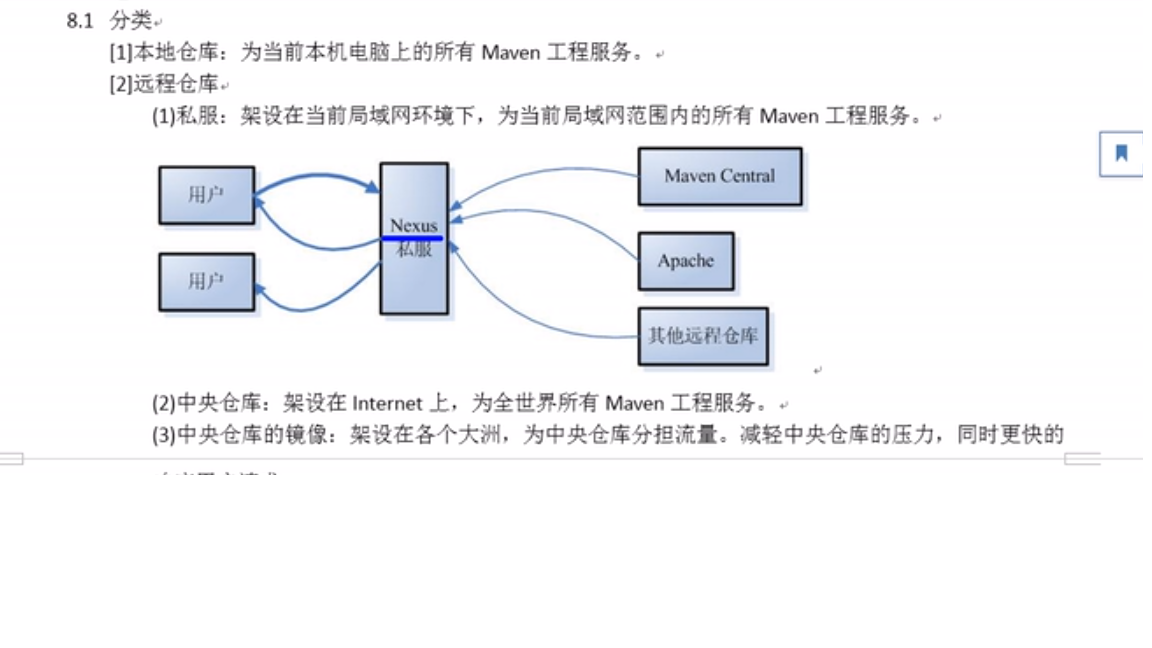 8.1 分类
[1]本地仓库：为当前本机电脑上的所有 Maven 工程服务。
[2]远程仓库
(1)私服：架设在当前局域网环境下，为当前局域网范围内的所有 Maven 工程服务。
用户
Nexus
私服
Maven Central
用户
Apache
其他远程仓库
(2)中央仓库：架设在 Internet 上，为全世界所有 Maven 工程服务。
(3)中央仓库的镜像：架设在各个大洲，为中央仓库分担流量。减轻中央仓库的压力，同时更快的